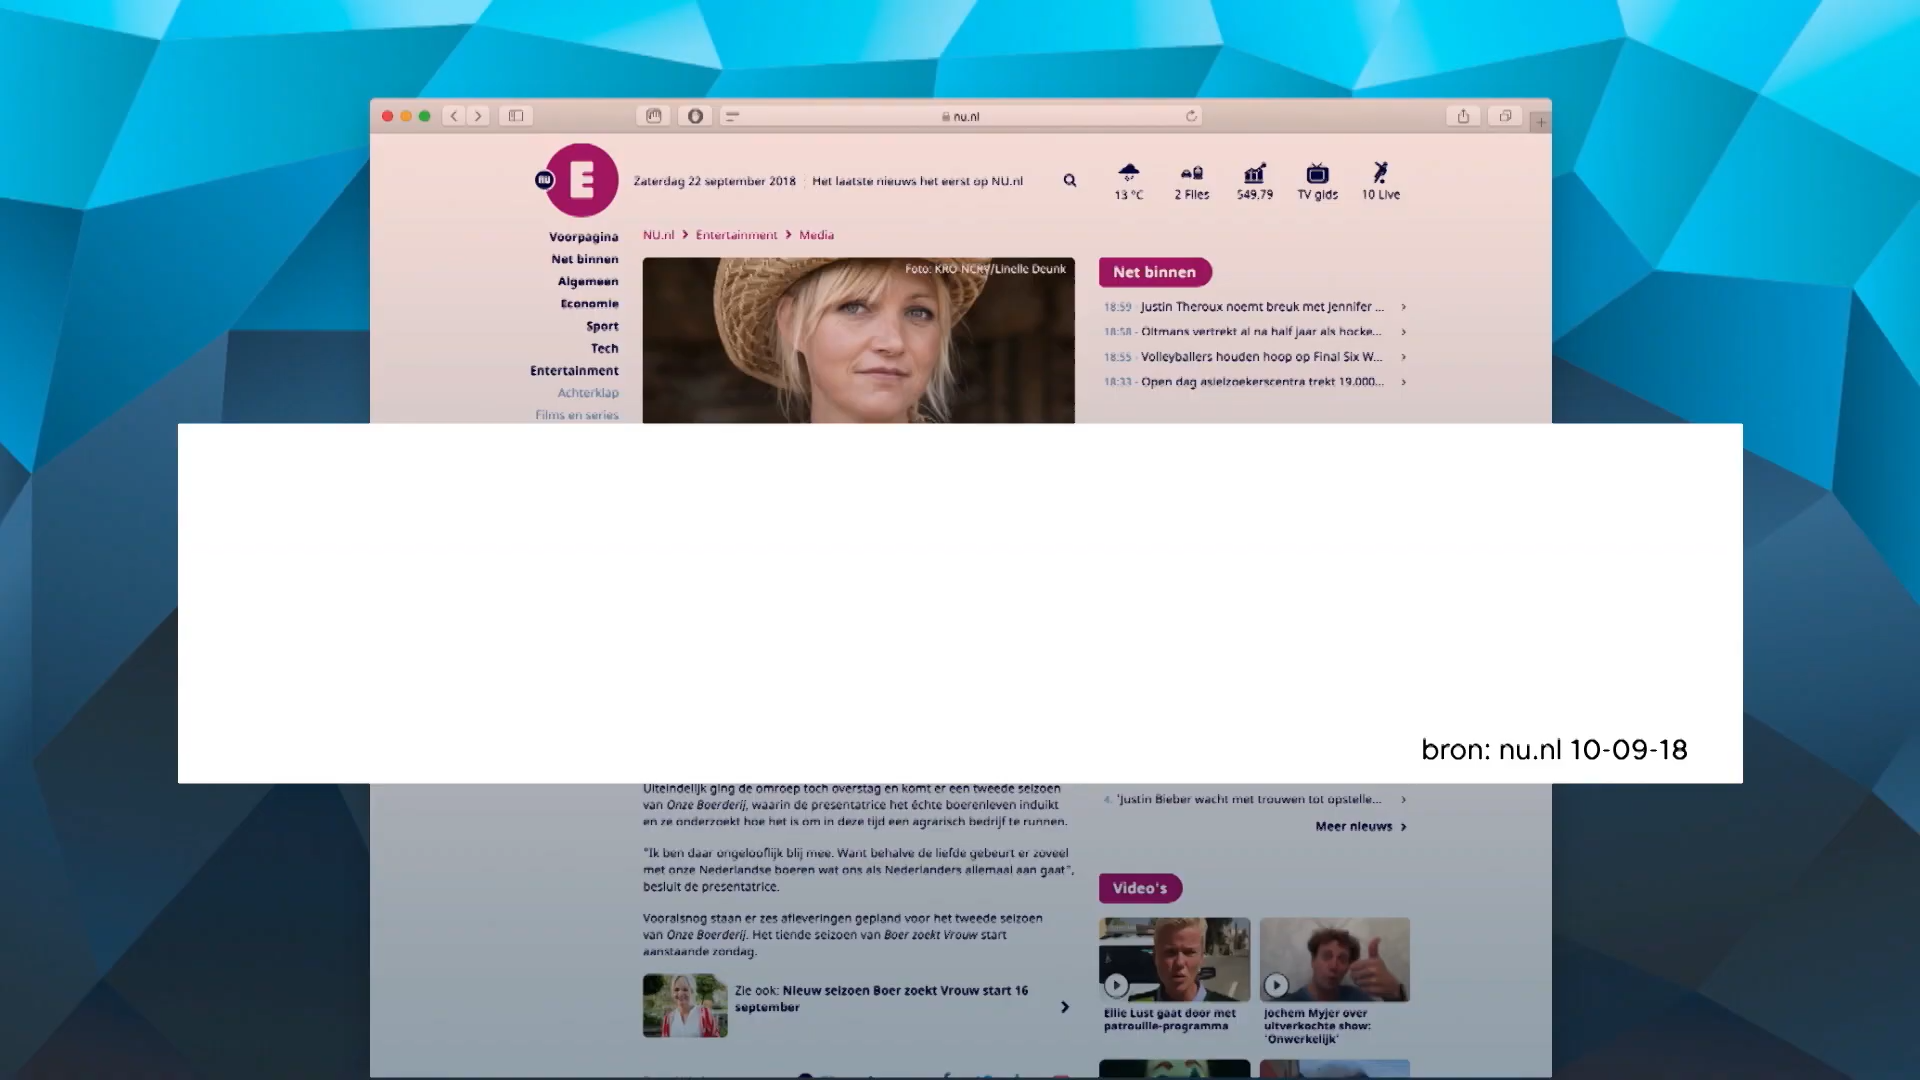 nu.nl
nu E
Zaterdag 22 september 2018 Het laatste nieuws het eerst op NU.nl
13 °C 2 Files 549,79 TV gids 10 Live
Voorpagina
Net binnen
Algemeen
Economie
Sport
Tech
Entertainment
Achterklap
Films en series
NU.nl > Entertainment > Media
Foto: KRO-NCRV/Linelle Deunk
Net binnen
18:59 - Justin Theroux noemt breuk met Jennifer ...
18:58 - Oltmans vertrekt al na half jaar als hocke...
18:55 - Volleyballers houden hoop op Final Six W...
18:33 - Open dag asielzoekerscentra trekt 19.000...
bron: nu.nl 10-09-18
Uiteindelijk ging de omroep toch overstag en komt er een tweede seizoen
van Onze Boerderij, waarin de presentatrice het échte boerenleven induikt
en ze onderzoekt hoe het is om in deze tijd een agrarisch bedrijf te runnen.
"Ik ben daar ongelooflijk blij mee. Want behalve de liefde gebeurt er zoveel
met onze Nederlandse boeren wat ons als Nederlanders allemaal aan gaat",
besluit de presentatrice.
Vooralsnog staan er zes afleveringen gepland voor het tweede seizoen
van Onze Boerderij. Het tiende seizoen van Boer zoekt Vrouw start
aanstaande zondag.
Zie ook: Nieuw seizoen Boer zoekt Vrouw start 16
september
4. 'Justin Bieber wacht met trouwen tot opstelle...
Meer nieuws
Video's
Ellie Lust gaat door met
patrouille-programma
Jochem Myjer over
uitverkochte show:
'Onwerkelijk'